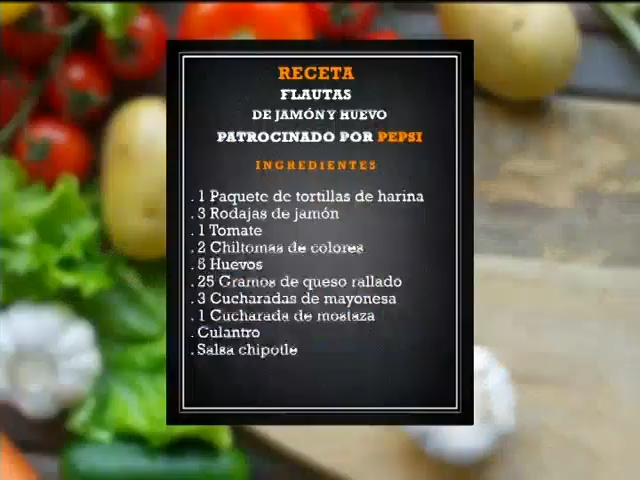 RECETA
FLAUTAS
DE JAMÓN Y HUEVO
PATROCINADO POR PEPSI
INGREDIENTES
. 1 Paquete de tortillas de harina
. 3 Rodajas de jamón
. 1 Tomate
. 2 Chiltomas de colores
. 5 Huevos
. 25 Gramos de queso rallado
. 3 Cucharadas de mayonesa
. 1 Cucharada de mostaza
. Culantro
. Salsa chipotle